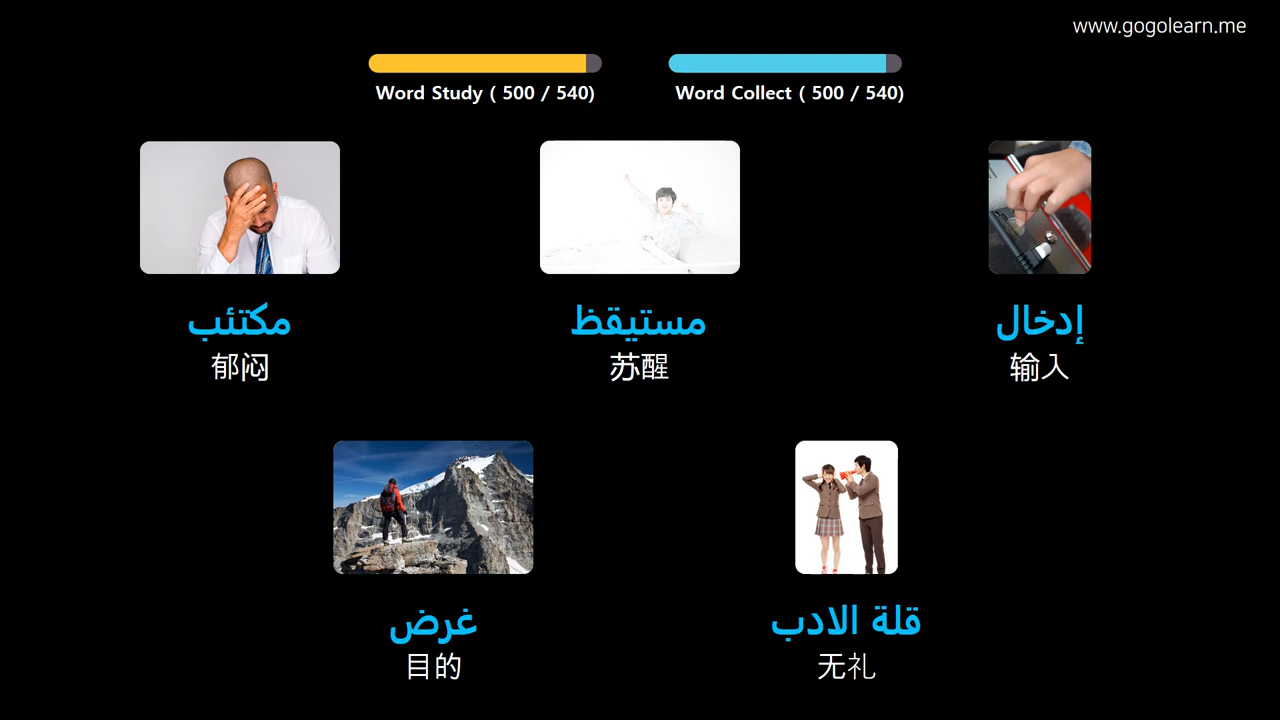 www.gogolearn.me
Word Study ( 500 / 540)
Word Collect ( 500 / 540)
مكتئب
郁闷
مستيقظ
苏醒
إدخال
输入
غرض
目的
قلة الادب
无礼